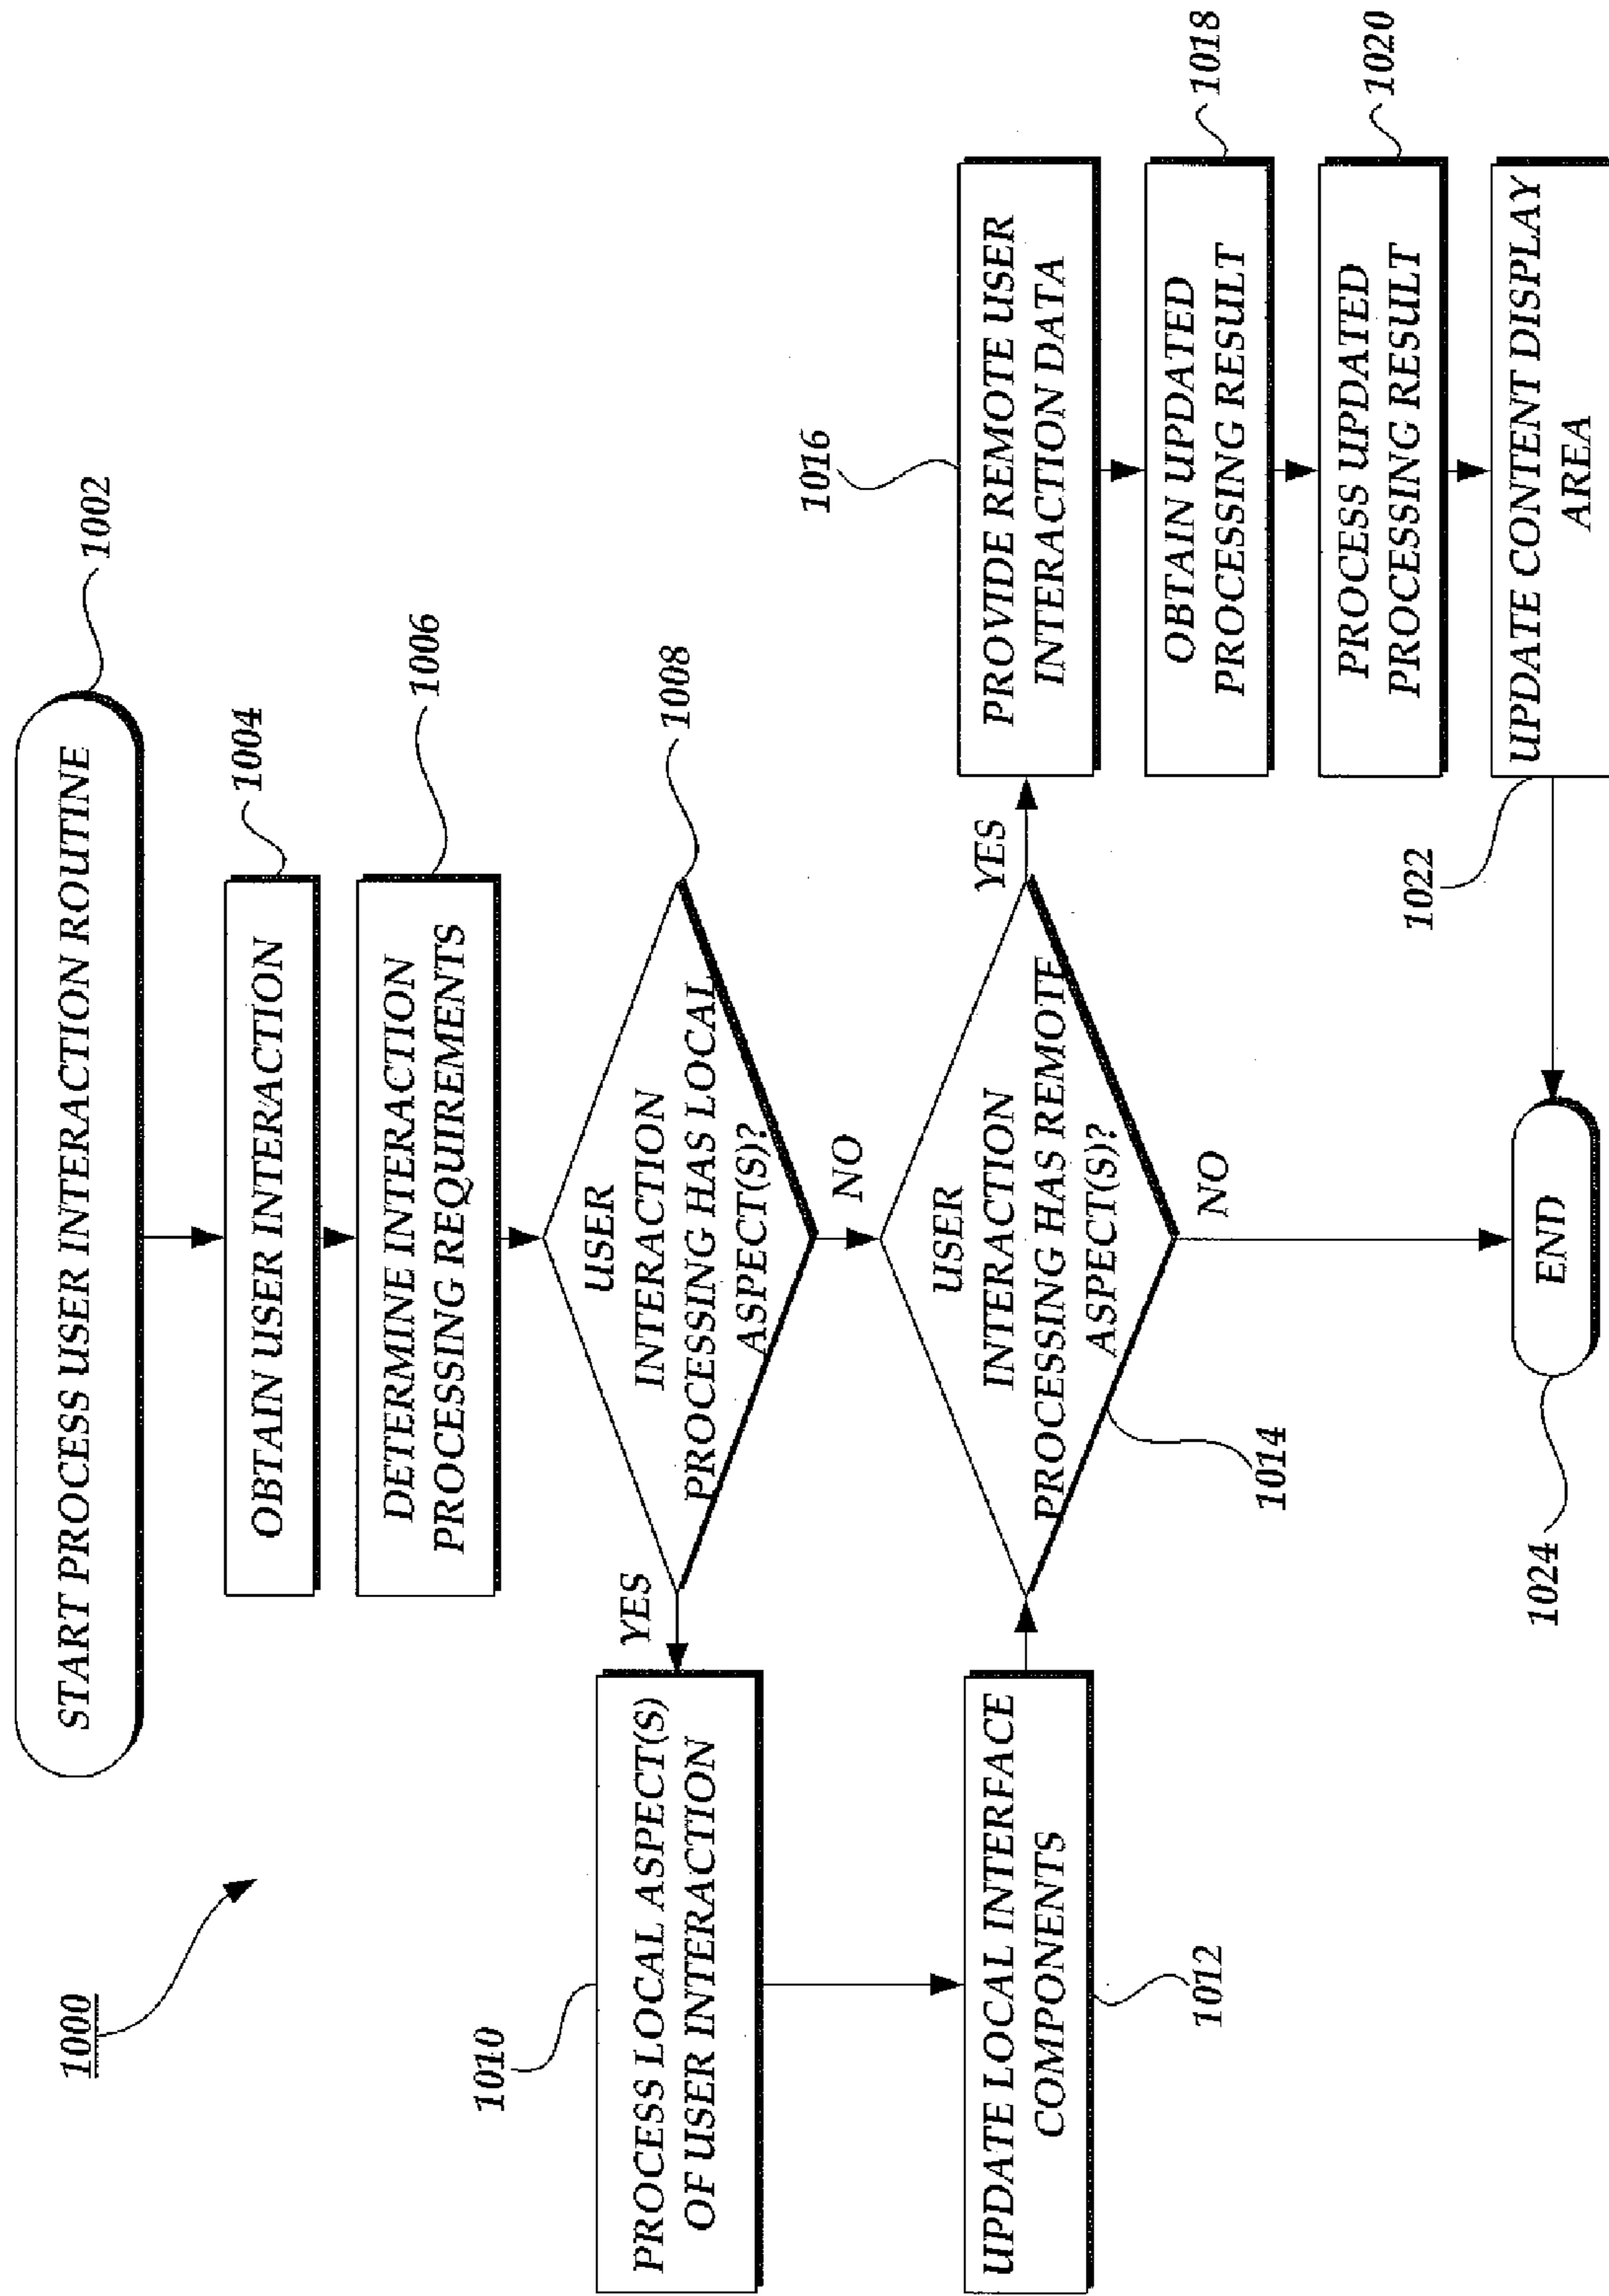 1000
START PROCESS USER INTERACTION ROUTINE
1002
OBTAIN USER INTERACTION
1004
DETERMINE INTERACTION
PROCESSING REQUIREMENTS
1006
USER
INTERACTION
PROCESSING HAS LOCAL
ASPECT(S)?
1008
YES
NO
1010
PROCESS LOCAL ASPECT(S)
OF USER INTERACTION
UPDATE LOCAL INTERFACE
COMPONENTS
1012
USER
INTERACTION
PROCESSING HAS REMOTE
ASPECT(S)?
1014
YES
NO
1016
PROVIDE REMOTE USER
INTERACTION DATA
OBTAIN UPDATED
PROCESSING RESULT
1018
PROCESS UPDATED
PROCESSING RESULT
1020
UPDATE CONTENT DISPLAY
AREA
1022
END
1024